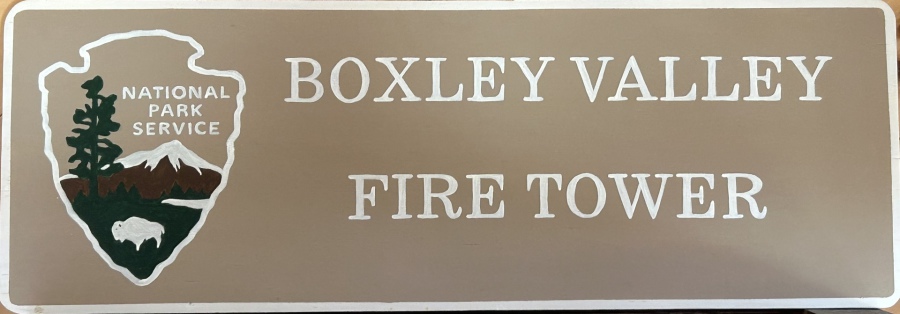 NATIONAL
PARK
SERVICE
BOXLEY VALLEY
FIRE TOWER